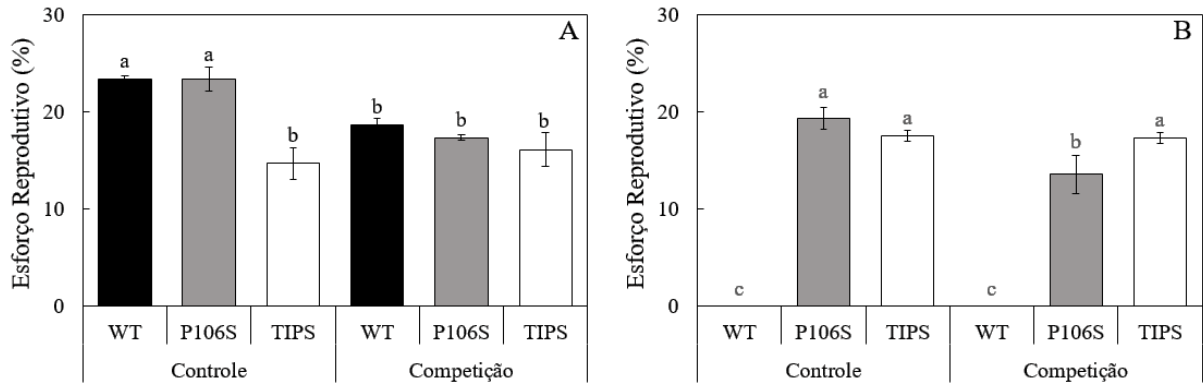 Esforço Reprodutivo (%)
30
20
10
0
A
a
a
b
b
b
b
WT
P106S
TIPS
WT
P106S
TIPS
Controle
Competição
Esforço Reprodutivo (%)
30
20
10
0
B
c
a
a
c
b
a
WT
P106S
TIPS
WT
P106S
TIPS
Controle
Competição